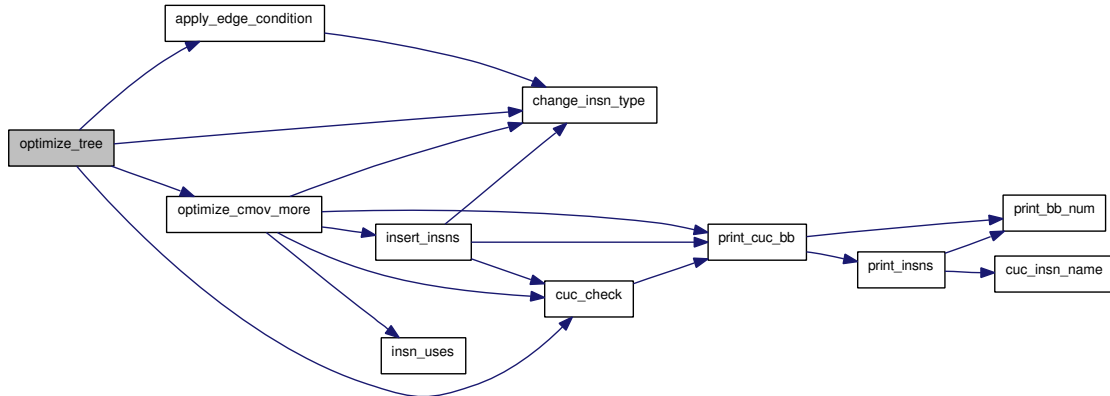 apply_edge_condition
change_insn_type
optimize_tree
optimize_cmov_more
print_bb_num
insert_insns
print_cuc_bb
print_insns
cuc_insn_name
cuc_check
insn_uses